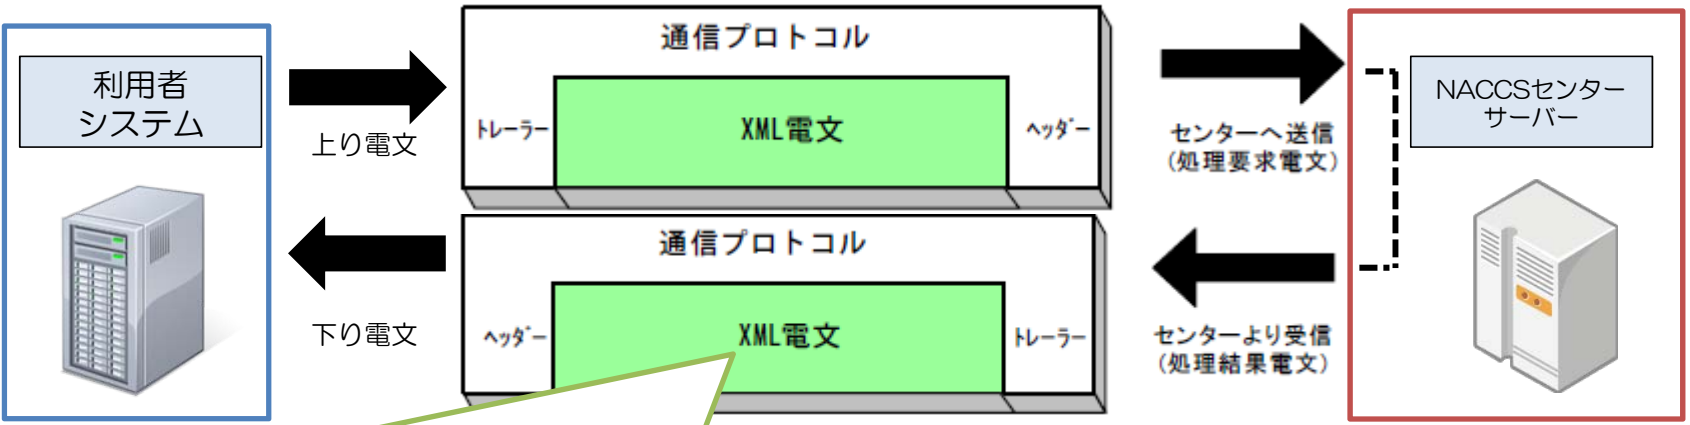 利用者
システム
上り電文
通信プロトコル
トレーラー
XML電文
ヘッダー
センターへ送信
(処理要求電文)
NACCSセンター
サーバー
下り電文
通信プロトコル
ヘッダー
XML電文
トレーラー
センターより受信
(処理結果電文)